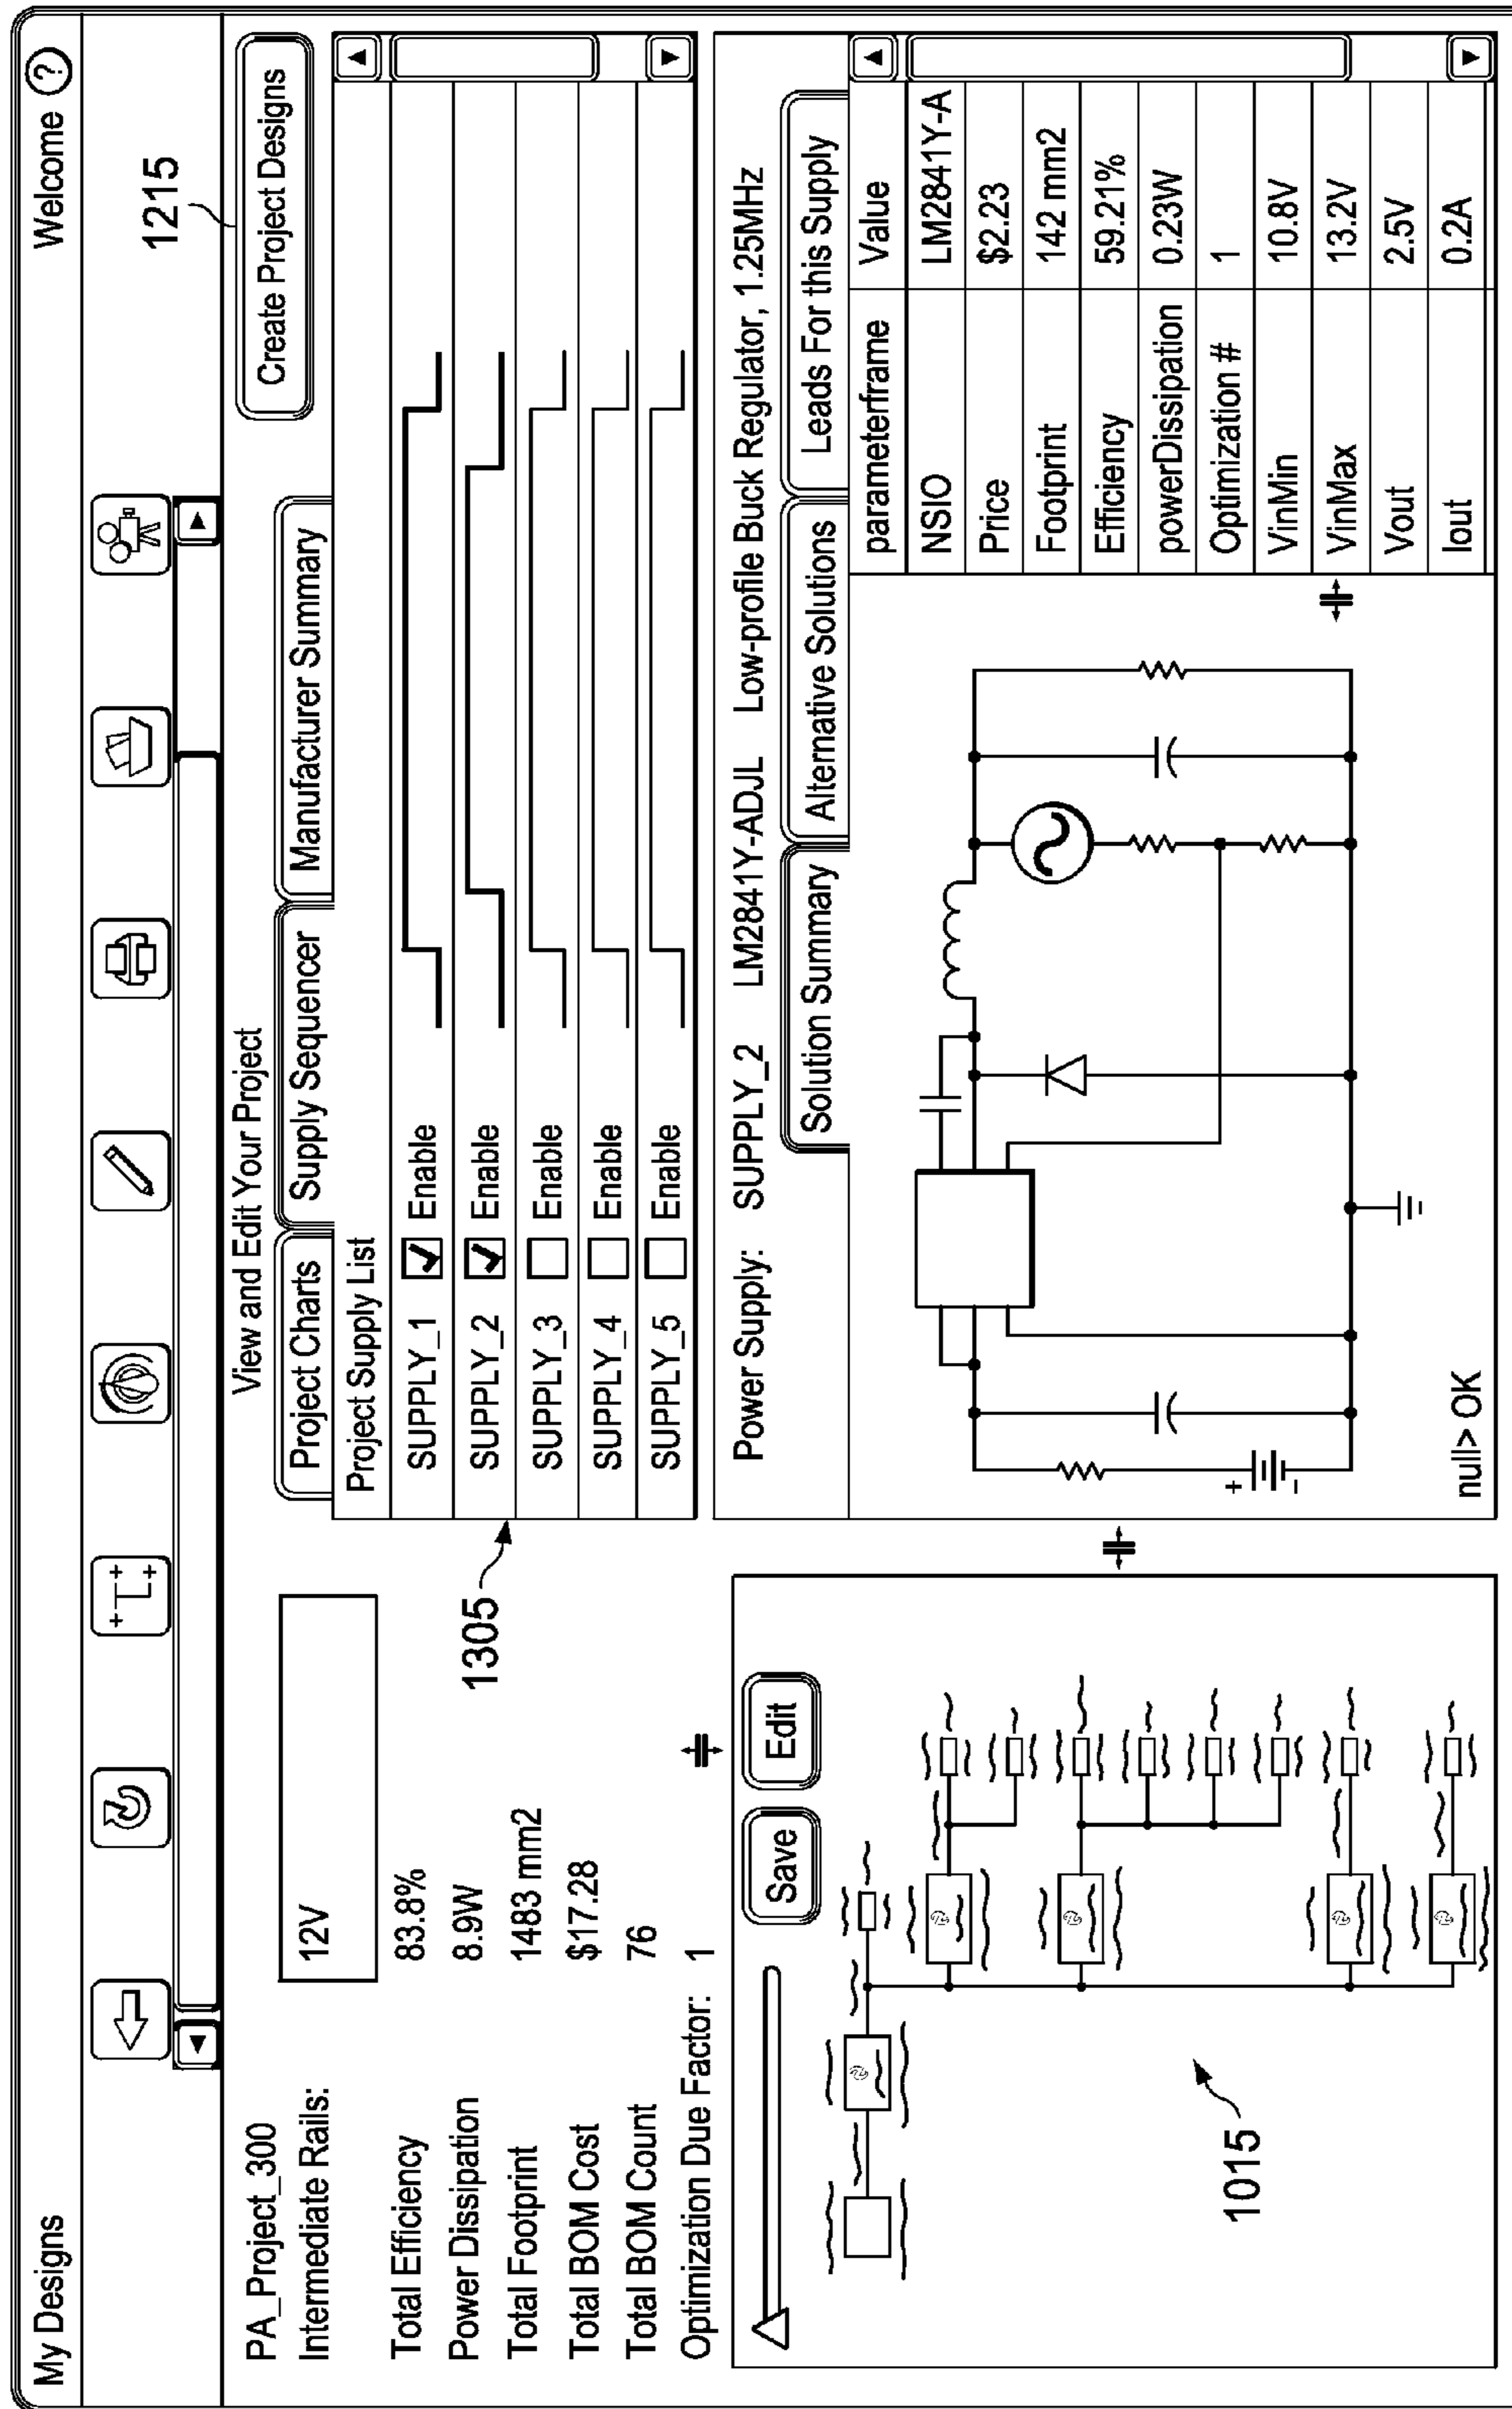 My Designs
Welcome ?
1215
View and Edit Your Project
Create Project Designs
PA_Project_300
Intermediate Rails: 12V
Total Efficiency 83.8%
Power Dissipation 8.9W
Total Footprint 1483 mm2
Total BOM Cost $17.28
Total BOM Count 76
Optimization Due Factor: 1
Save Edit
1015
1305
Project Charts Supply Sequencer Manufacturer Summary
Project Supply List
SUPPLY_1 Enable
SUPPLY_2 Enable
SUPPLY_3 Enable
SUPPLY_4 Enable
SUPPLY_5 Enable
Power Supply: SUPPLY_2 LM2841Y-ADJL Low-profile Buck Regulator, 1.25MHz
Solution Summary Alternative Solutions Leads For this Supply
+
-
null> OK
parameterframe Value
NSIO LM2841Y-A
Price $2.23
Footprint 142 mm2
Efficiency 59.21%
powerDissipation 0.23W
Optimization # 1
VinMin 10.8V
VinMax 13.2V
Vout 2.5V
Iout 0.2A